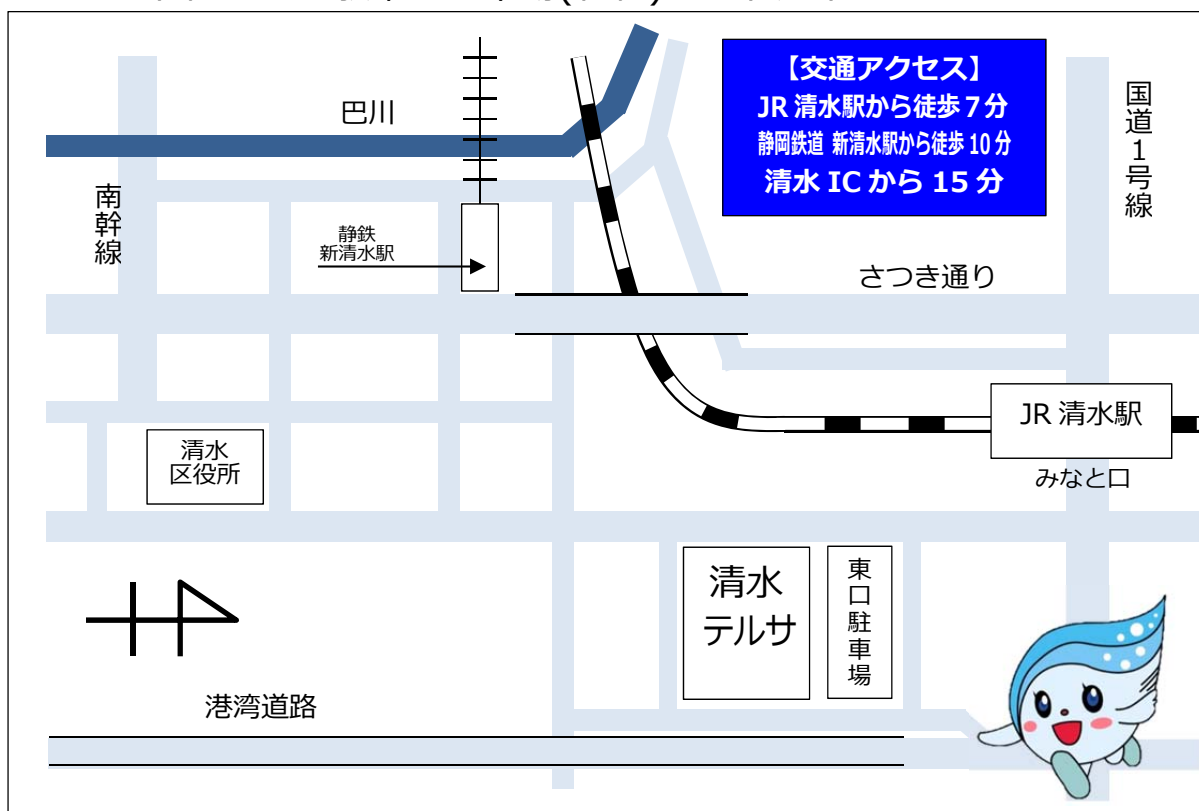 【交通アクセス】
JR 清水駅から徒歩７分
静岡鉄道 新清水駅から徒歩 10 分
清水 IC から 15 分
国道１号線
巴川
南幹線
静鉄
新清水駅
さつき通り
JR 清水駅
みなと口
清水
区役所
清水
テルサ
東口駐車場
港湾道路